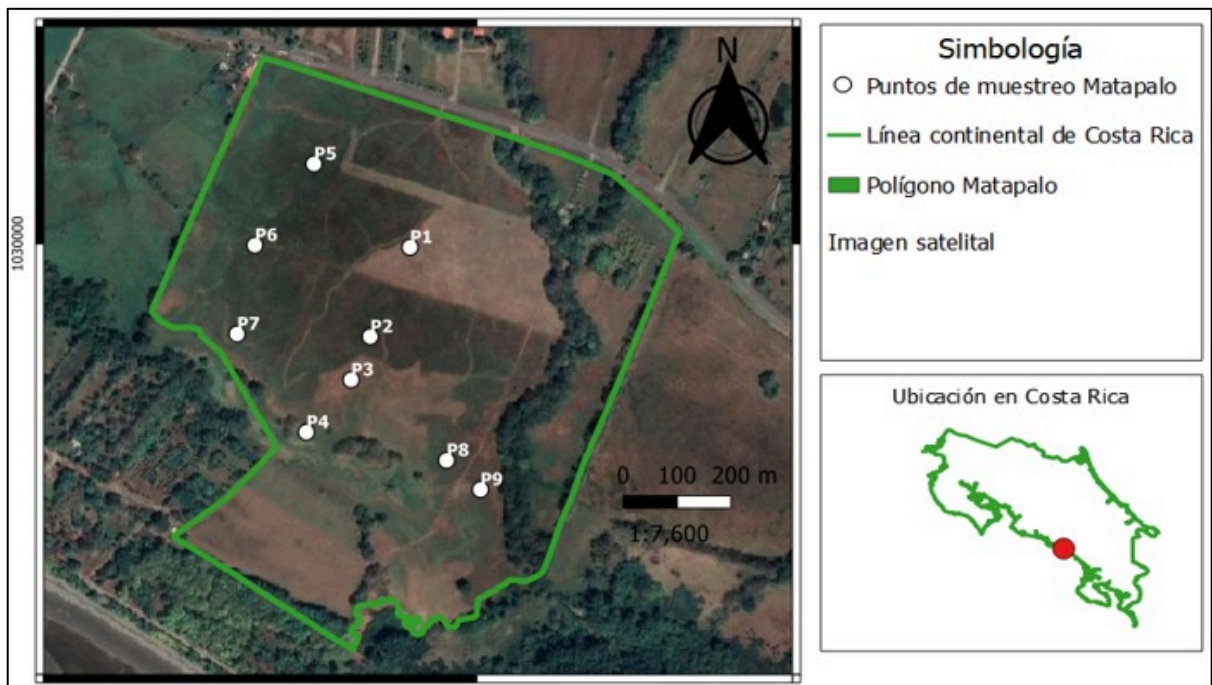 N
P5
P6
P1
P7
P2
P3
P4
P8
P9
0 100 200 m
1:7,600
1030000
Simbología
Puntos de muestreo Matapalo
Línea continental de Costa Rica
Polígono Matapalo
Imagen satelital
Ubicación en Costa Rica